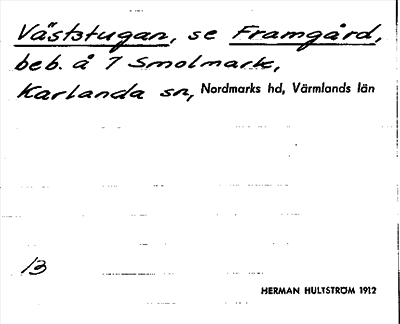 Väststugan, se Framgård,
beb. å 7 Smolmark,
Karlanda sn, Nordmarks hd, Värmlands län
13
HERMAN HULTSTRÖM 1912